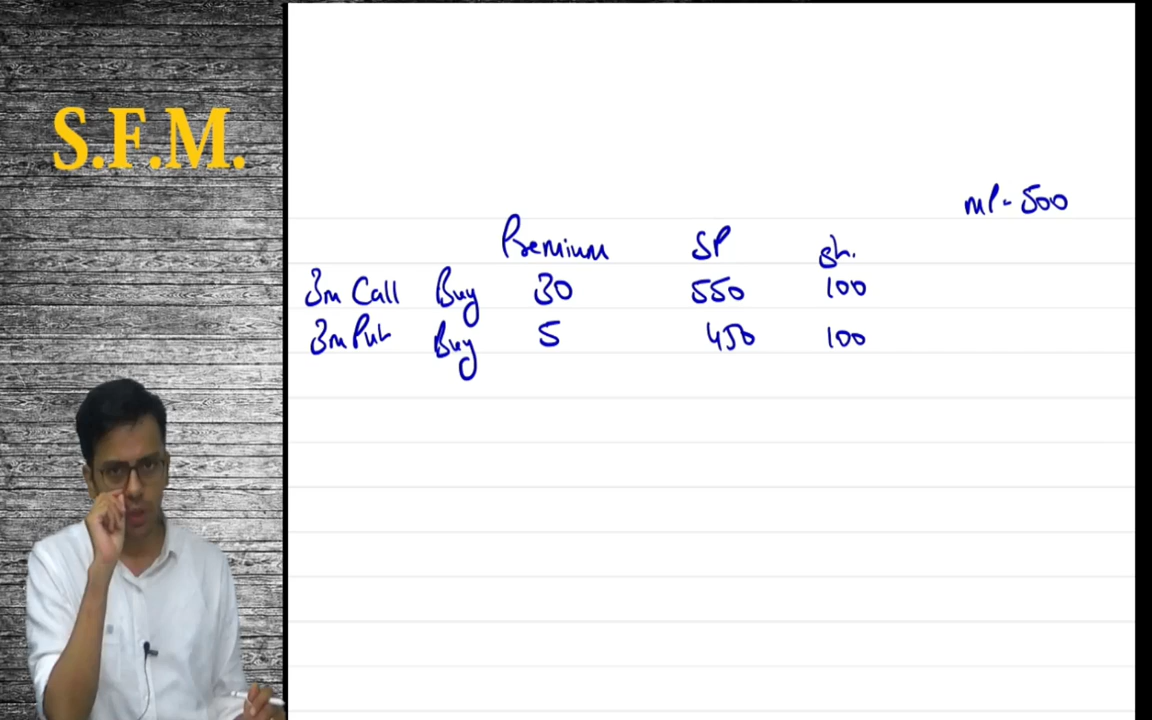 S.F.M.
MP - 500
Premium SP Sh.
3m Call Buy 30 550 100
3m Put Buy 5 450 100